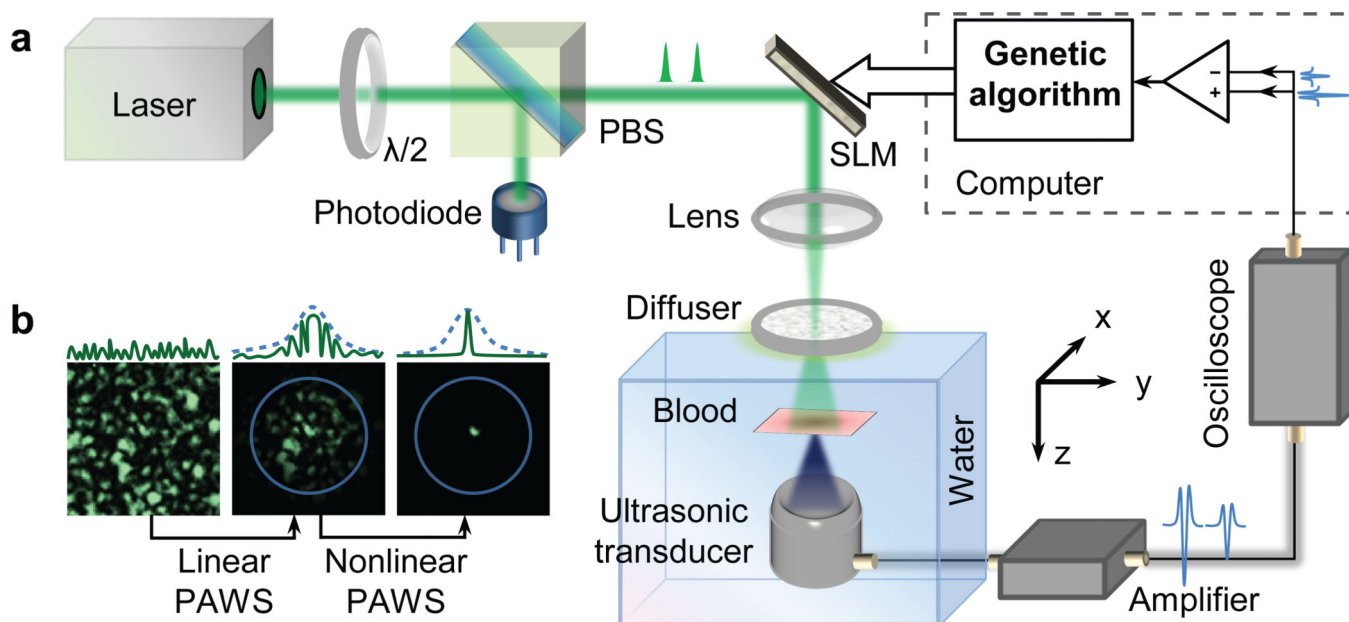 a
Laser
λ/2
PBS
Photodiode
SLM
Genetic
algorithm
−
+
Computer
Lens
Diffuser
Blood
Ultrasonic
transducer
Water
x
y
z
Oscilloscope
Amplifier
b
Linear
PAWS
Nonlinear
PAWS